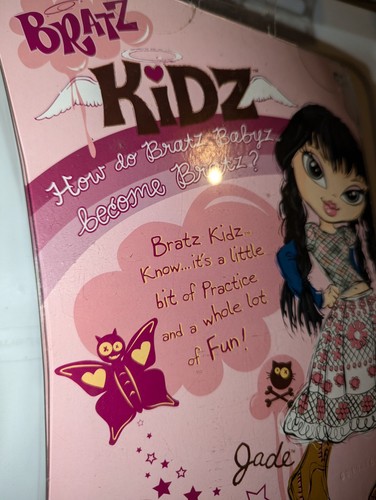 BRATZ
KiDZ
How do Bratz Babyz
become Bratz?
Bratz Kidz..
Know...it's a little
bit of Practice
and a whole lot
of Fun!
Jade